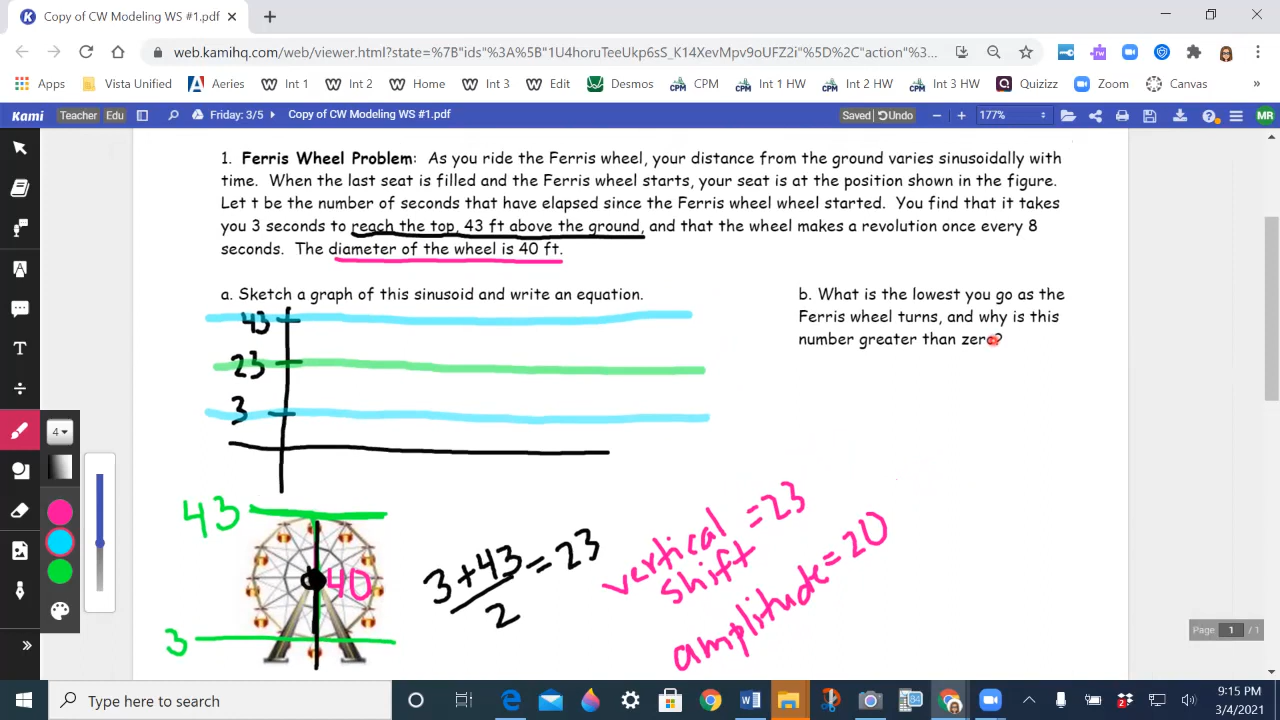 Copy of CW Modeling WS #1.pdf
web.kamihq.com/web/viewer.html?state=%7B"ids"%3A%5B"1U4horuTeeUkp6sS_K14XevMpv9oUFZ2i"%5D%2C"action"%3...
Apps Vista Unified Aeries Int 1 Int 2 Home Int 3 Edit Desmos CPM Int 1 HW Int 2 HW Int 3 HW Quizizz Zoom Canvas »
Kami Teacher Edu Friday: 3/5 > Copy of CW Modeling WS #1.pdf Saved Undo 177% MR
1. Ferris Wheel Problem: As you ride the Ferris wheel, your distance from the ground varies sinusoidally with
time. When the last seat is filled and the Ferris wheel starts, your seat is at the position shown in the figure.
Let t be the number of seconds that have elapsed since the Ferris wheel wheel started. You find that it takes
you 3 seconds to reach the top, 43 ft above the ground, and that the wheel makes a revolution once every 8
seconds. The diameter of the wheel is 40 ft.
a. Sketch a graph of this sinusoid and write an equation.
b. What is the lowest you go as the
Ferris wheel turns, and why is this
number greater than zero?
43
23
3
4
43
40
3
3+43 = 23
2
vertical shift = 23
amplitude = 20
Page 1 / 1
Type here to search
2
9:15 PM
3/4/2021